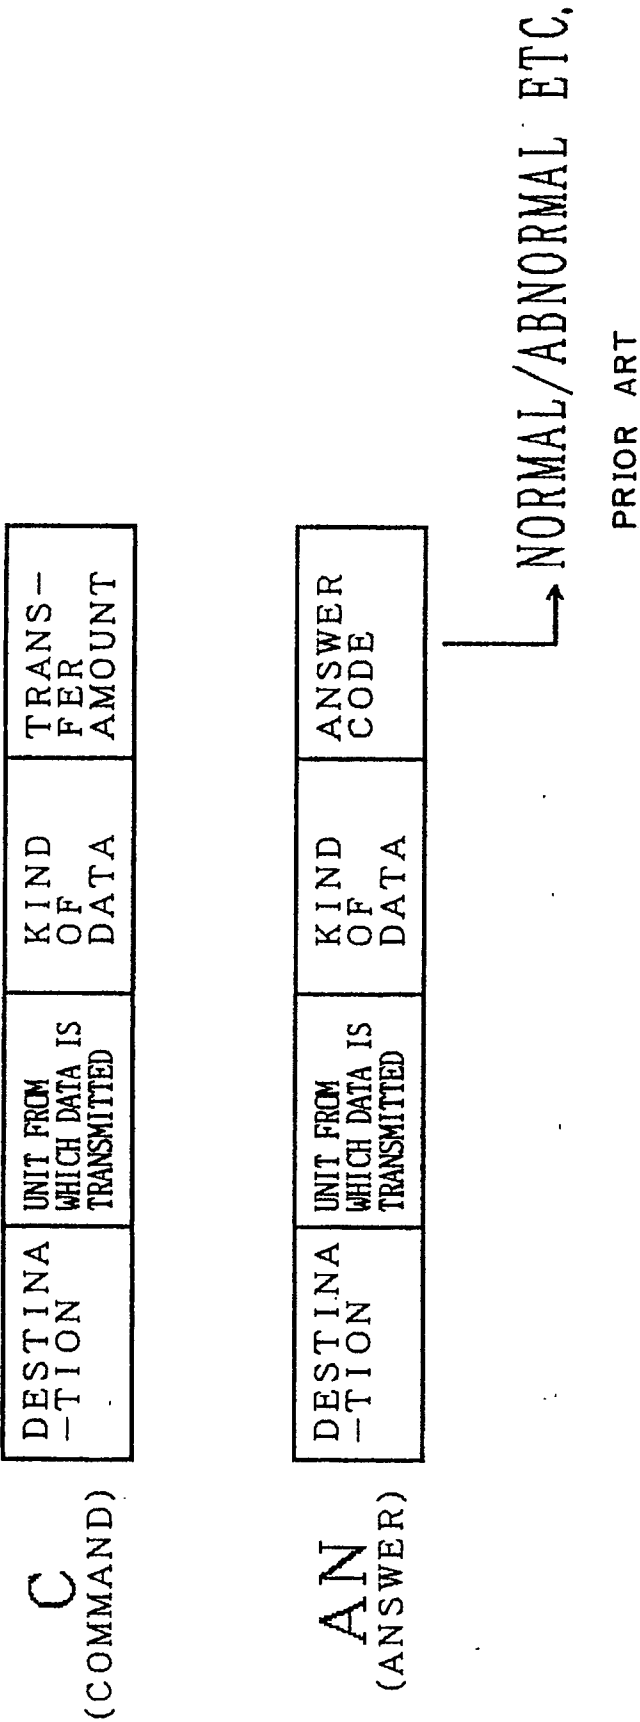 C
(COMMAND)
DESTINA
-TION
UNIT FROM
WHICH DATA IS
TRANSMITTED
KIND
OF
DATA
TRANS-
FER
AMOUNT
AN
(ANSWER)
DESTINA
-TION
UNIT FROM
WHICH DATA IS
TRANSMITTED
KIND
OF
DATA
ANSWER
CODE
NORMAL/ABNORMAL ETC.
PRIOR ART